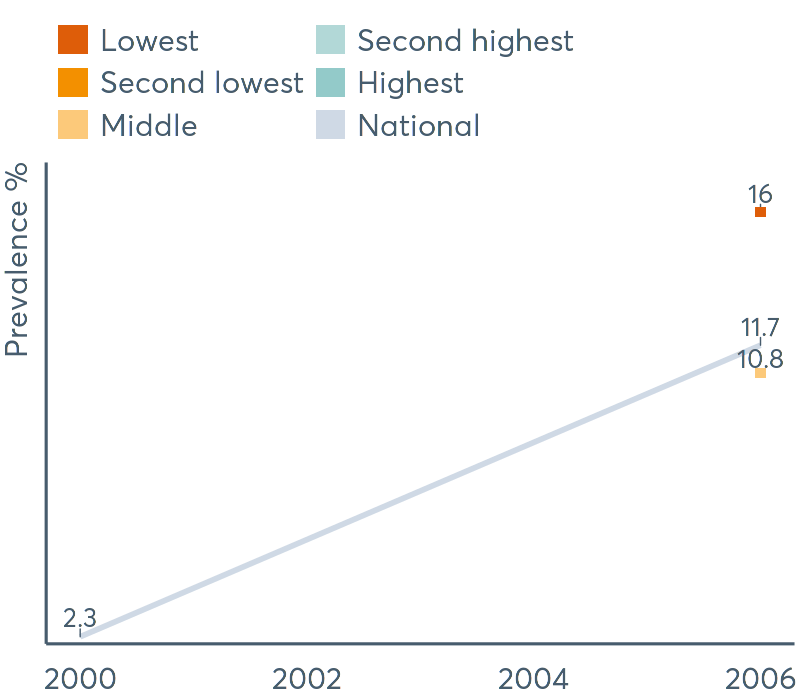 Lowest
Second highest
Second lowest
Highest
Middle
National
Prevalence %
16
11.7
10.8
2.3
2000
2002
2004
2006